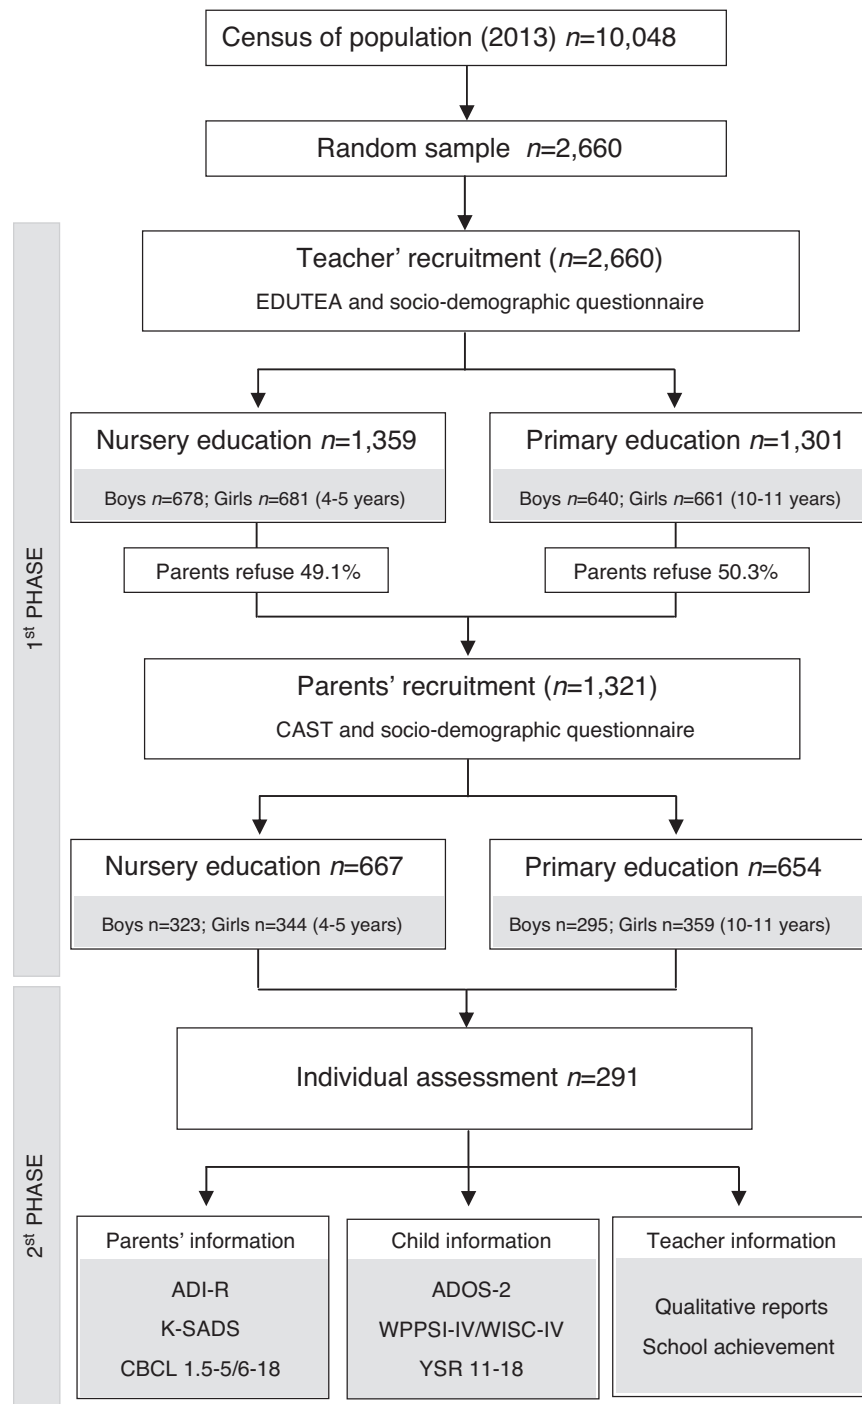 Census of population (2013) n=10,048
Random sample n=2,660
1st PHASE
Teacher' recruitment (n=2,660)
EDUTEA and socio-demographic questionnaire
Nursery education n=1,359
Boys n=678; Girls n=681 (4-5 years)
Primary education n=1,301
Boys n=640; Girls n=661 (10-11 years)
Parents refuse 49.1%
Parents refuse 50.3%
Parents' recruitment (n=1,321)
CAST and socio-demographic questionnaire
Nursery education n=667
Boys n=323; Girls n=344 (4-5 years)
Primary education n=654
Boys n=295; Girls n=359 (10-11 years)
2st PHASE
Individual assessment n=291
Parents' information
ADI-R
K-SADS
CBCL 1.5-5/6-18
Child information
ADOS-2
WPPSI-IV/WISC-IV
YSR 11-18
Teacher information
Qualitative reports
School achievement